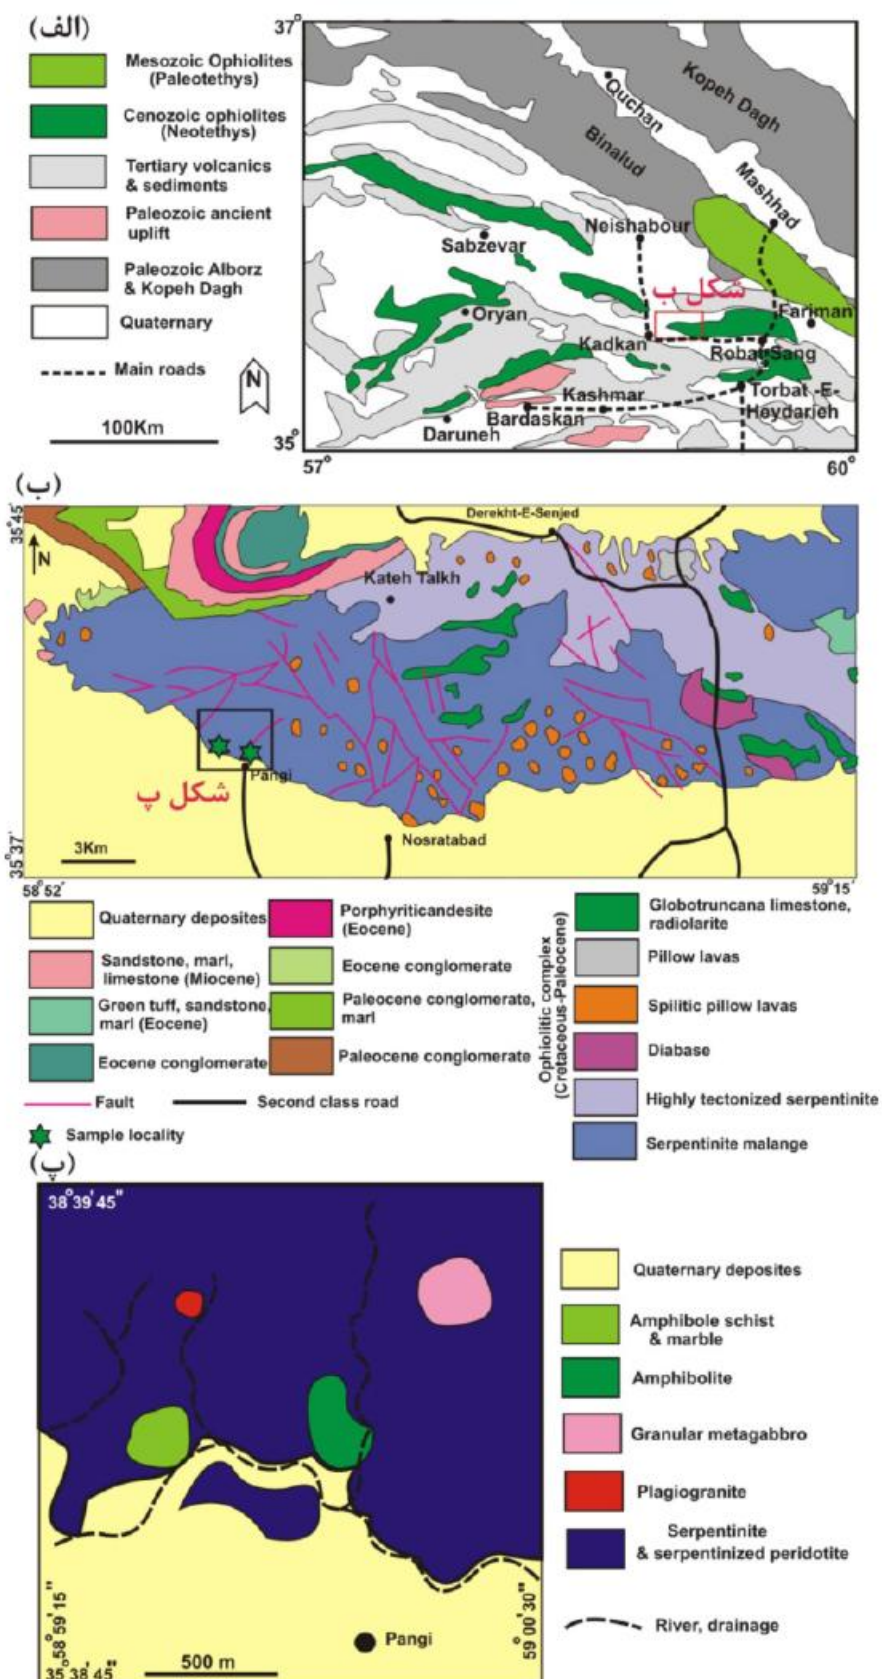 (الف)
Mesozoic Ophiolites
(Paleotethys)
Cenozoic ophiolites
(Neotethys)
Tertiary volcanics
& sediments
Paleozoic ancient
uplift
Paleozoic Alborz
& Kopeh Dagh
Quaternary
Main roads
N
100Km
37°
35°
57°
60°
Quchan
Kopeh Dagh
Binalud
Mashhad
Neishabour
Sabzevar
شکل ب
Oryan
Fariman
Kadkan
Robat Sang
Kashmar
Torbat -E-
Heydarieh
Bardaskan
Daruneh
(ب)
35°45'
N
Derekht-E-Senjed
Kateh Talkh
Pangi
شکل پ
Nosratabad
3Km
35°37'
58°52'
59°15'
Quaternary deposites
Sandstone, marl,
limestone (Miocene)
Green tuff, sandstone,
marl (Eocene)
Eocene conglomerate
Porphyriticandesite
(Eocene)
Eocene conglomerate
Paleocene conglomerate,
marl
Paleocene conglomerate
Ophiolitic complex
(Cretaceous-Paleocene)
Globotruncana limestone,
radiolarite
Pillow lavas
Spilitic pillow lavas
Diabase
Highly tectonized serpentinite
Serpentinite malange
Fault
Second class road
Sample locality
(پ)
38°39'45"
Pangi
500 m
35°38'45"
58°59'15"
59°00'30"
Quaternary deposites
Amphibole schist
& marble
Amphibolite
Granular metagabbro
Plagiogranite
Serpentinite
& serpentinized peridotite
River, drainage